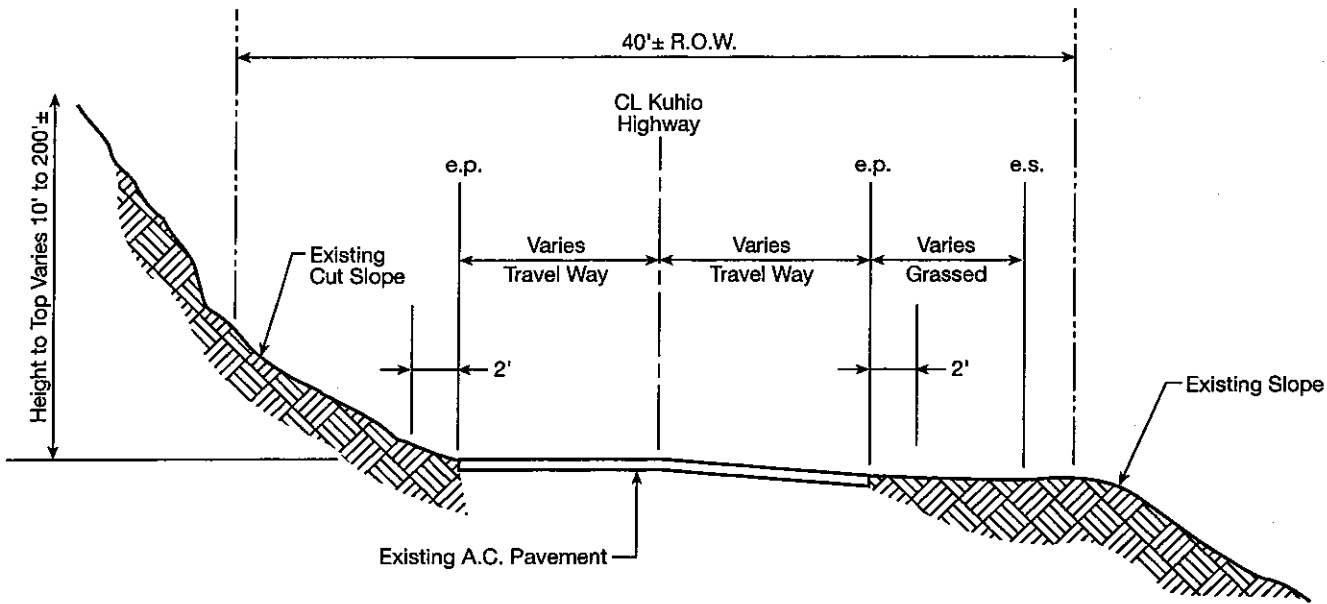 40'± R.O.W.
CL Kuhio
Highway
Height to Top Varies 10' to 200'±
e.p.
e.p.
e.s.
Existing
Cut Slope
Varies
Travel Way
Varies
Travel Way
Varies
Grassed
2'
2'
Existing Slope
Existing A.C. Pavement